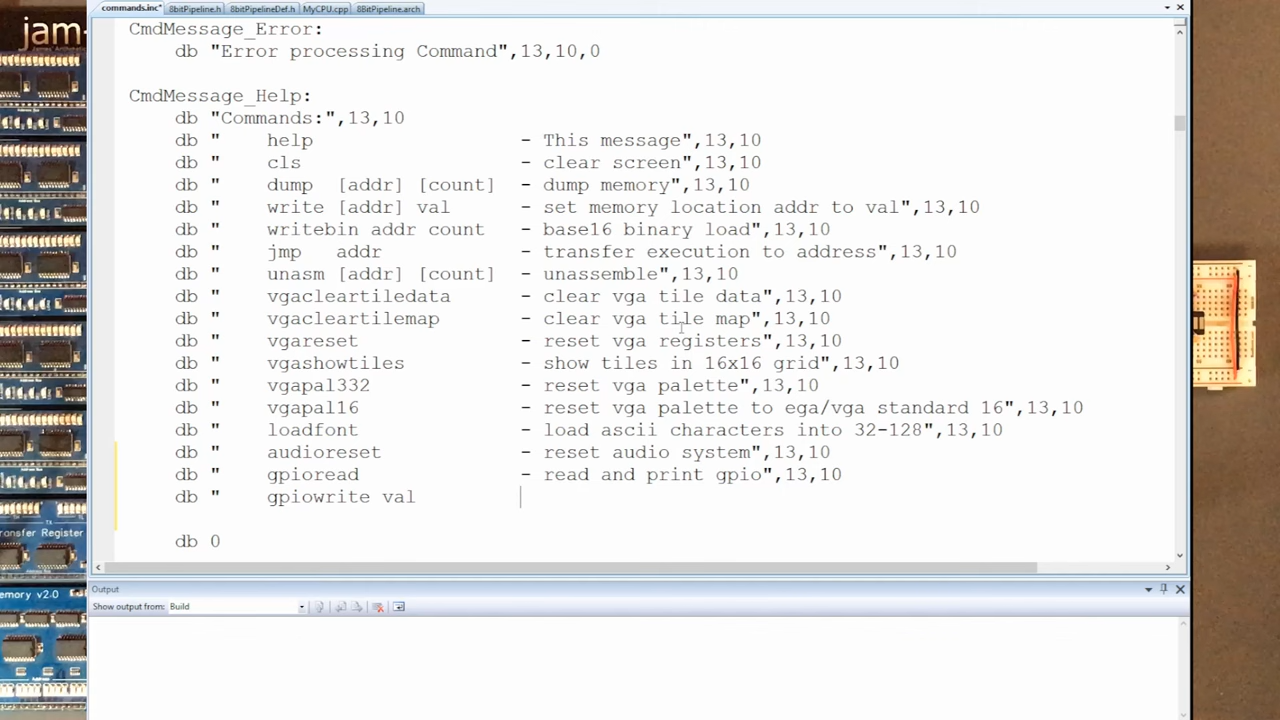 jam-
commands.inc* 8bitPipeline.h 8bitPipelineDef.h MyCPU.cpp 8BitPipeline.arch
CmdMessage_Error:
db "Error processing Command",13,10,0
CmdMessage_Help:
db "Commands:",13,10
db " help - This message",13,10
db " cls - clear screen",13,10
db " dump [addr] [count] - dump memory",13,10
db " write [addr] val - set memory location addr to val",13,10
db " writebin addr count - base16 binary load",13,10
db " jmp addr - transfer execution to address",13,10
db " unasm [addr] [count] - unassemble",13,10
db " vgacleartiledata - clear vga tile data",13,10
db " vgacleartilemap - clear vga tile map",13,10
db " vgareset - reset vga registers",13,10
db " vgashowtiles - show tiles in 16x16 grid",13,10
db " vgapal332 - reset vga palette",13,10
db " vgapal16 - reset vga palette to ega/vga standard 16",13,10
db " loadfont - load ascii characters into 32-128",13,10
db " audioreset - reset audio system",13,10
db " gpioread - read and print gpio",13,10
db " gpiowrite val
db 0
Output
Show output from: Build
ransfer Register
emory v2.0